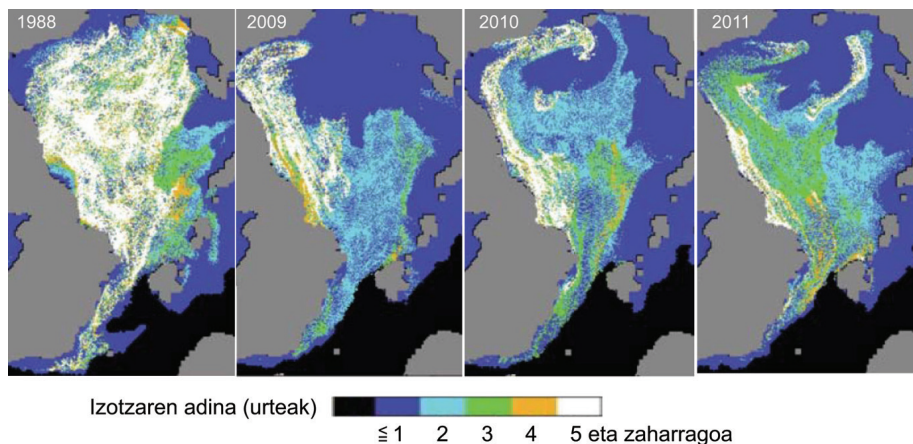 1988 2009 2010 2011
Izotzaren adina (urteak)
≦ 1 2 3 4 5 eta zaharragoa